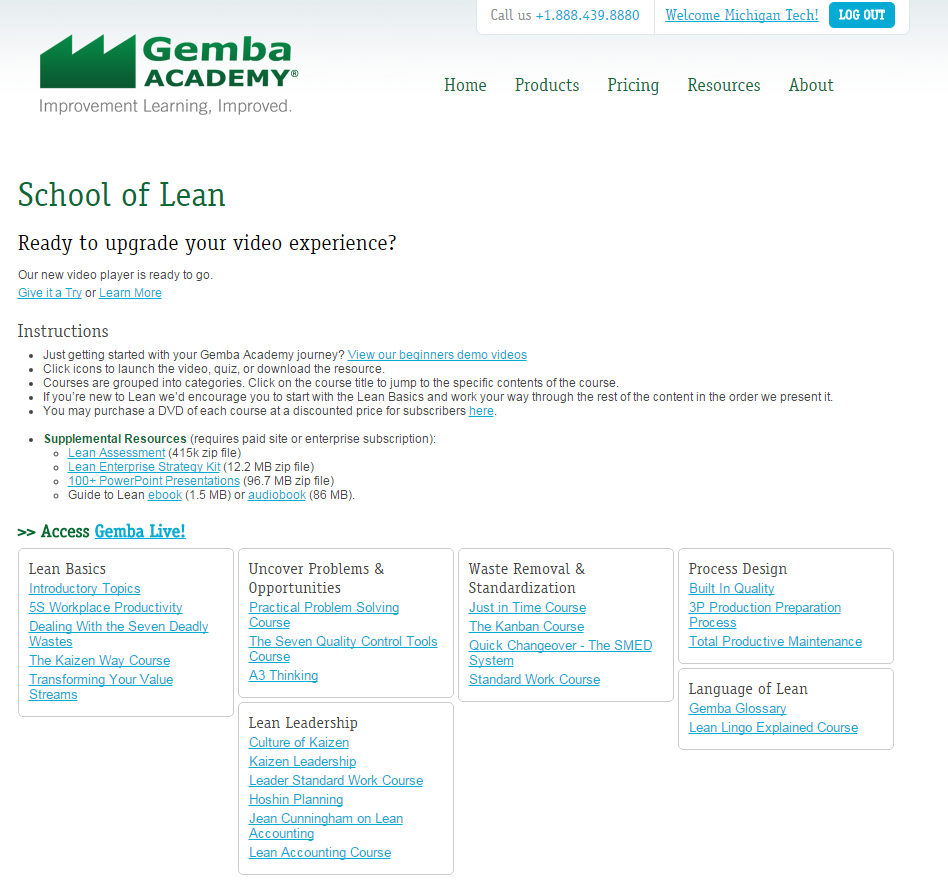 Call us +1.888.439.8880
Welcome Michigan Tech!
LOG OUT
Gemba
ACADEMY®
Improvement Learning, Improved.
Home Products Pricing Resources About
School of Lean
Ready to upgrade your video experience?
Our new video player is ready to go.
Give it a Try or Learn More
Instructions
Just getting started with your Gemba Academy journey? View our beginners demo videos
Click icons to launch the video, quiz, or download the resource.
Courses are grouped into categories. Click on the course title to jump to the specific contents of the course.
If you're new to Lean we'd encourage you to start with the Lean Basics and work your way through the rest of the content in the order we present it.
You may purchase a DVD of each course at a discounted price for subscribers here.
Supplemental Resources (requires paid site or enterprise subscription):
Lean Assessment (415k zip file)
Lean Enterprise Strategy Kit (12.2 MB zip file)
100+ PowerPoint Presentations (96.7 MB zip file)
Guide to Lean ebook (1.5 MB) or audiobook (86 MB).
>> Access Gemba Live!
Lean Basics
Introductory Topics
5S Workplace Productivity
Dealing With the Seven Deadly
Wastes
The Kaizen Way Course
Transforming Your Value
Streams
Uncover Problems &
Opportunities
Practical Problem Solving
Course
The Seven Quality Control Tools
Course
A3 Thinking
Lean Leadership
Culture of Kaizen
Kaizen Leadership
Leader Standard Work Course
Hoshin Planning
Jean Cunningham on Lean
Accounting
Lean Accounting Course
Waste Removal &
Standardization
Just in Time Course
The Kanban Course
Quick Changeover - The SMED
System
Standard Work Course
Process Design
Built In Quality
3P Production Preparation
Process
Total Productive Maintenance
Language of Lean
Gemba Glossary
Lean Lingo Explained Course